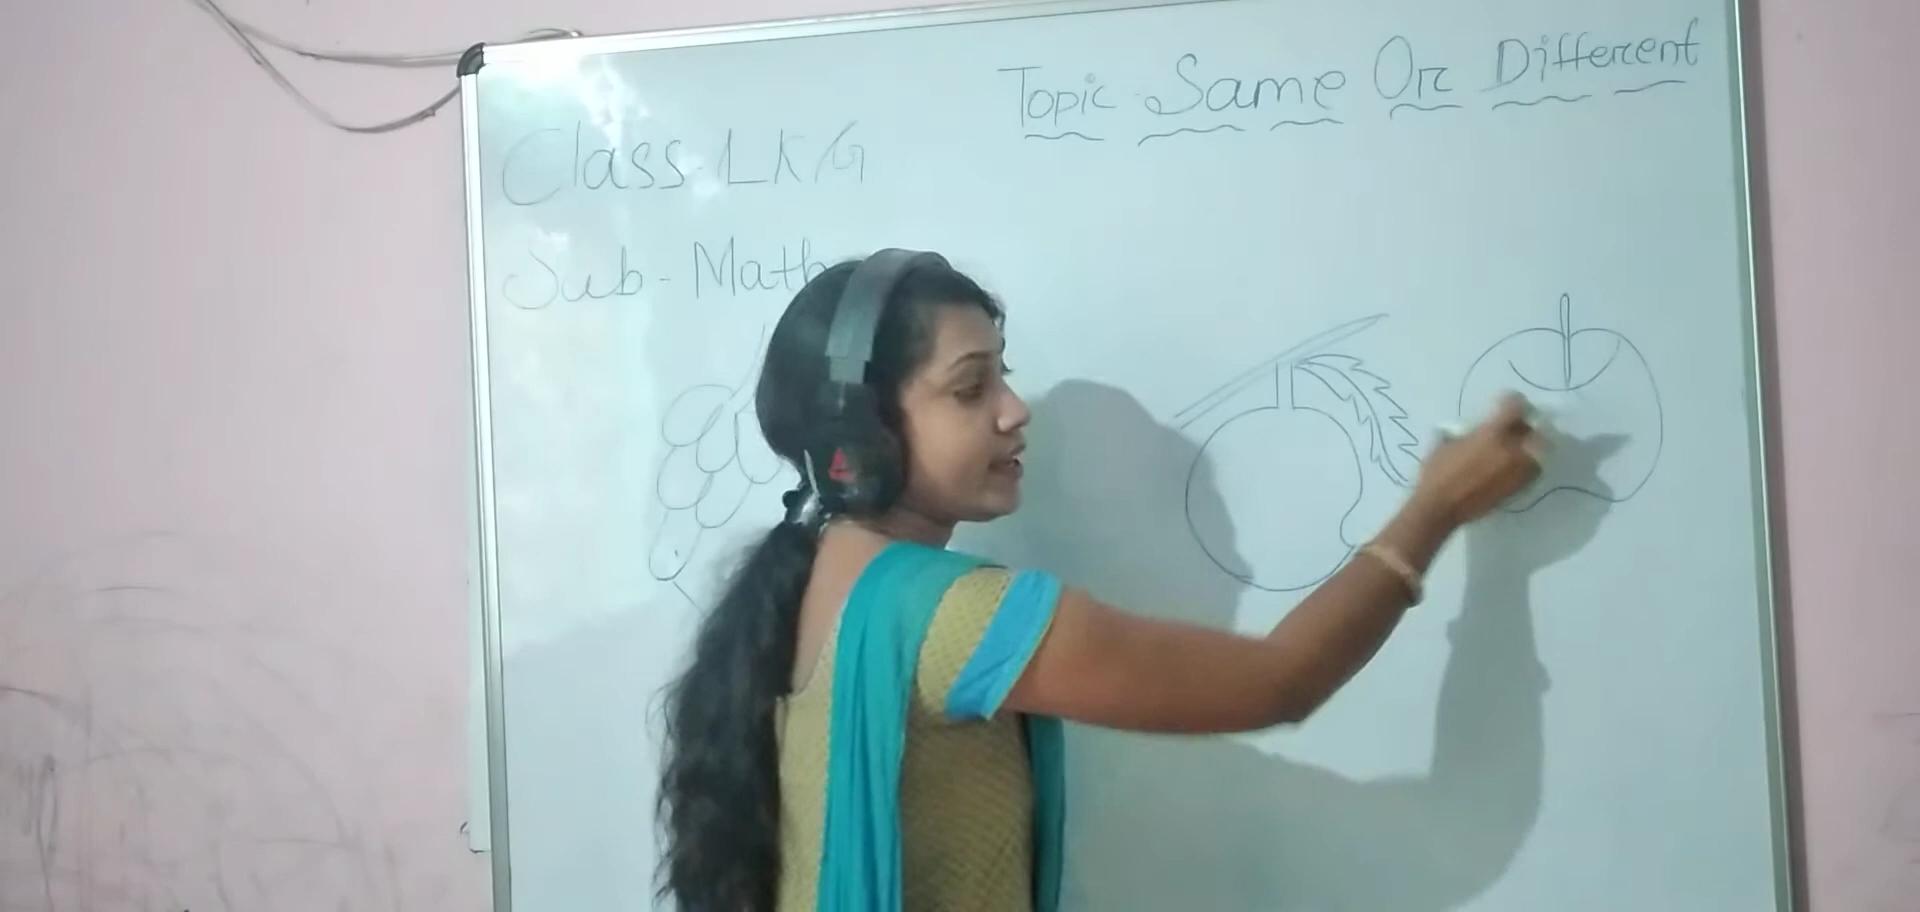 Topic - Same Or Different
Class - LKG
Sub - Math